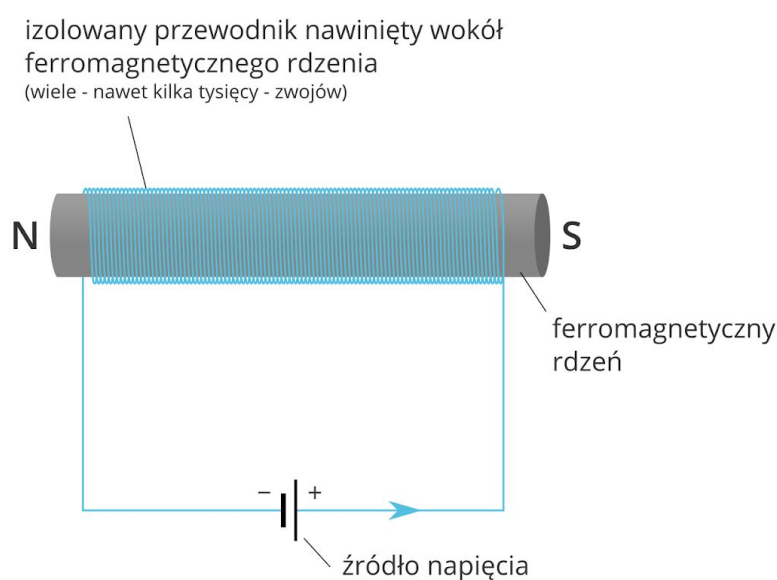 izolowany przewodnik nawinięty wokół
ferromagnetycznego rdzenia
(wiele - nawet kilka tysięcy - zwojów)
N
S
ferromagnetyczny
rdzeń
− +
źródło napięcia